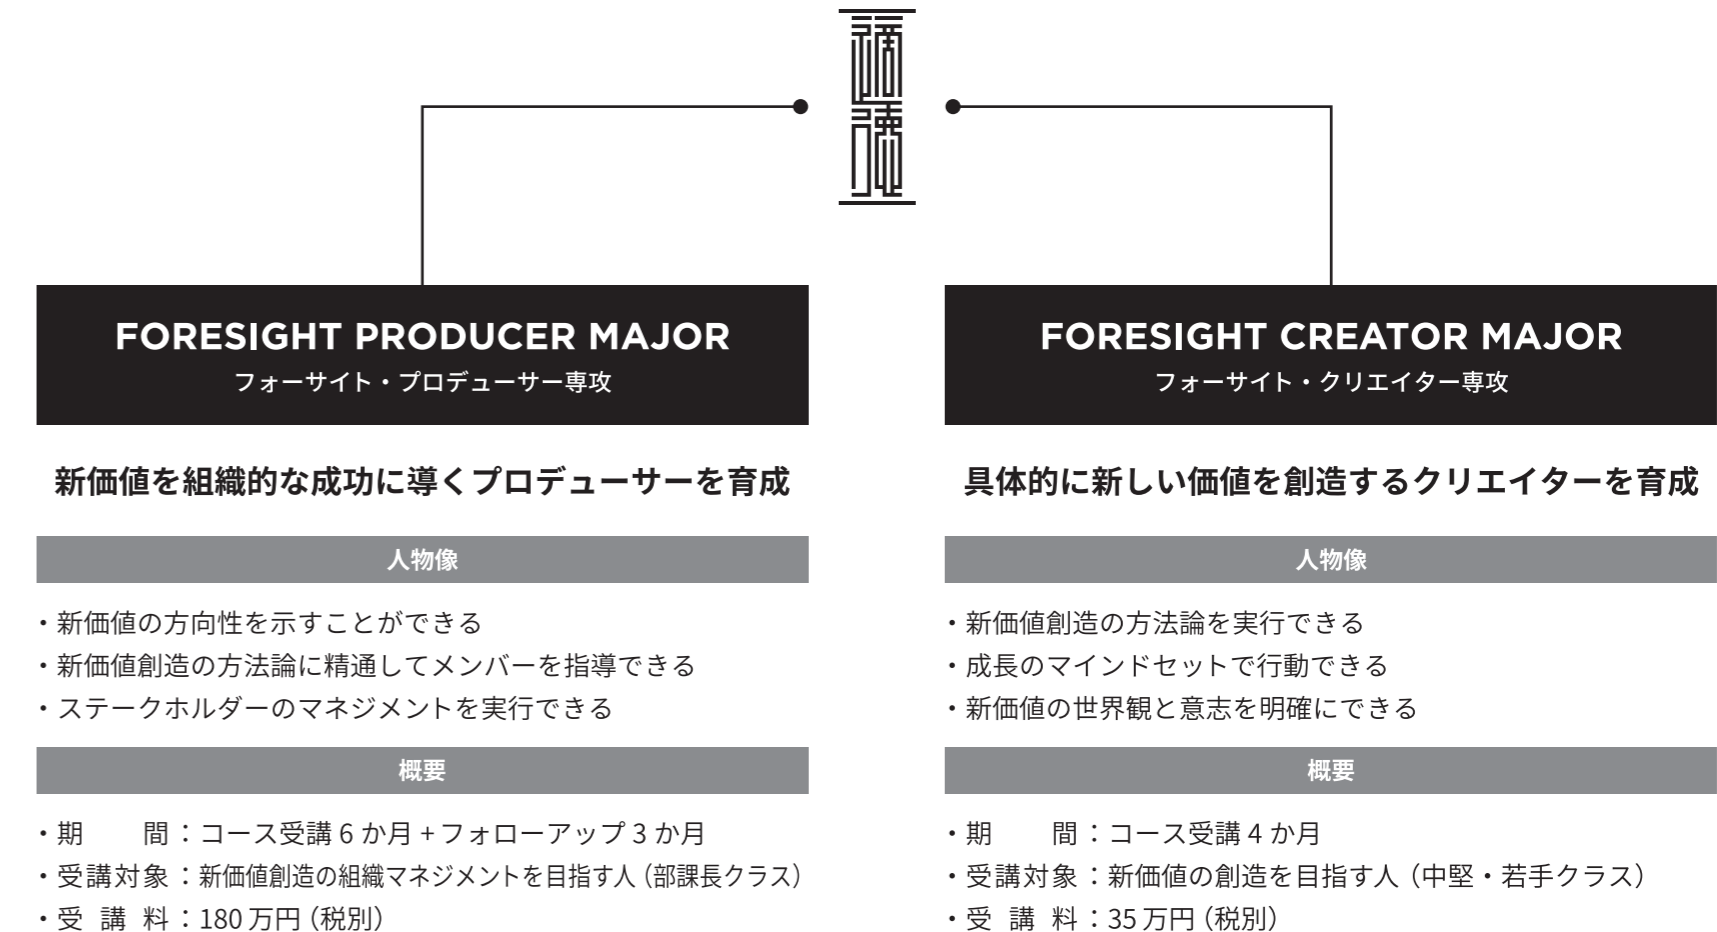 FORESIGHT PRODUCER MAJOR
フォーサイト・プロデューサー専攻
新価値を組織的な成功に導くプロデューサーを育成
人物像
・新価値の方向性を示すことができる
・新価値創造の方法論に精通してメンバーを指導できる
・ステークホルダーのマネジメントを実行できる
概要
・期　　間：コース受講 6 か月 + フォローアップ 3 か月
・受講対象：新価値創造の組織マネジメントを目指す人（部課長クラス）
・受 講 料：180 万円（税別）
FORESIGHT CREATOR MAJOR
フォーサイト・クリエイター専攻
具体的に新しい価値を創造するクリエイターを育成
人物像
・新価値創造の方法論を実行できる
・成長のマインドセットで行動できる
・新価値の世界観と意志を明確にできる
概要
・期　　間：コース受講 4 か月
・受講対象：新価値の創造を目指す人（中堅・若手クラス）
・受 講 料：35 万円（税別）